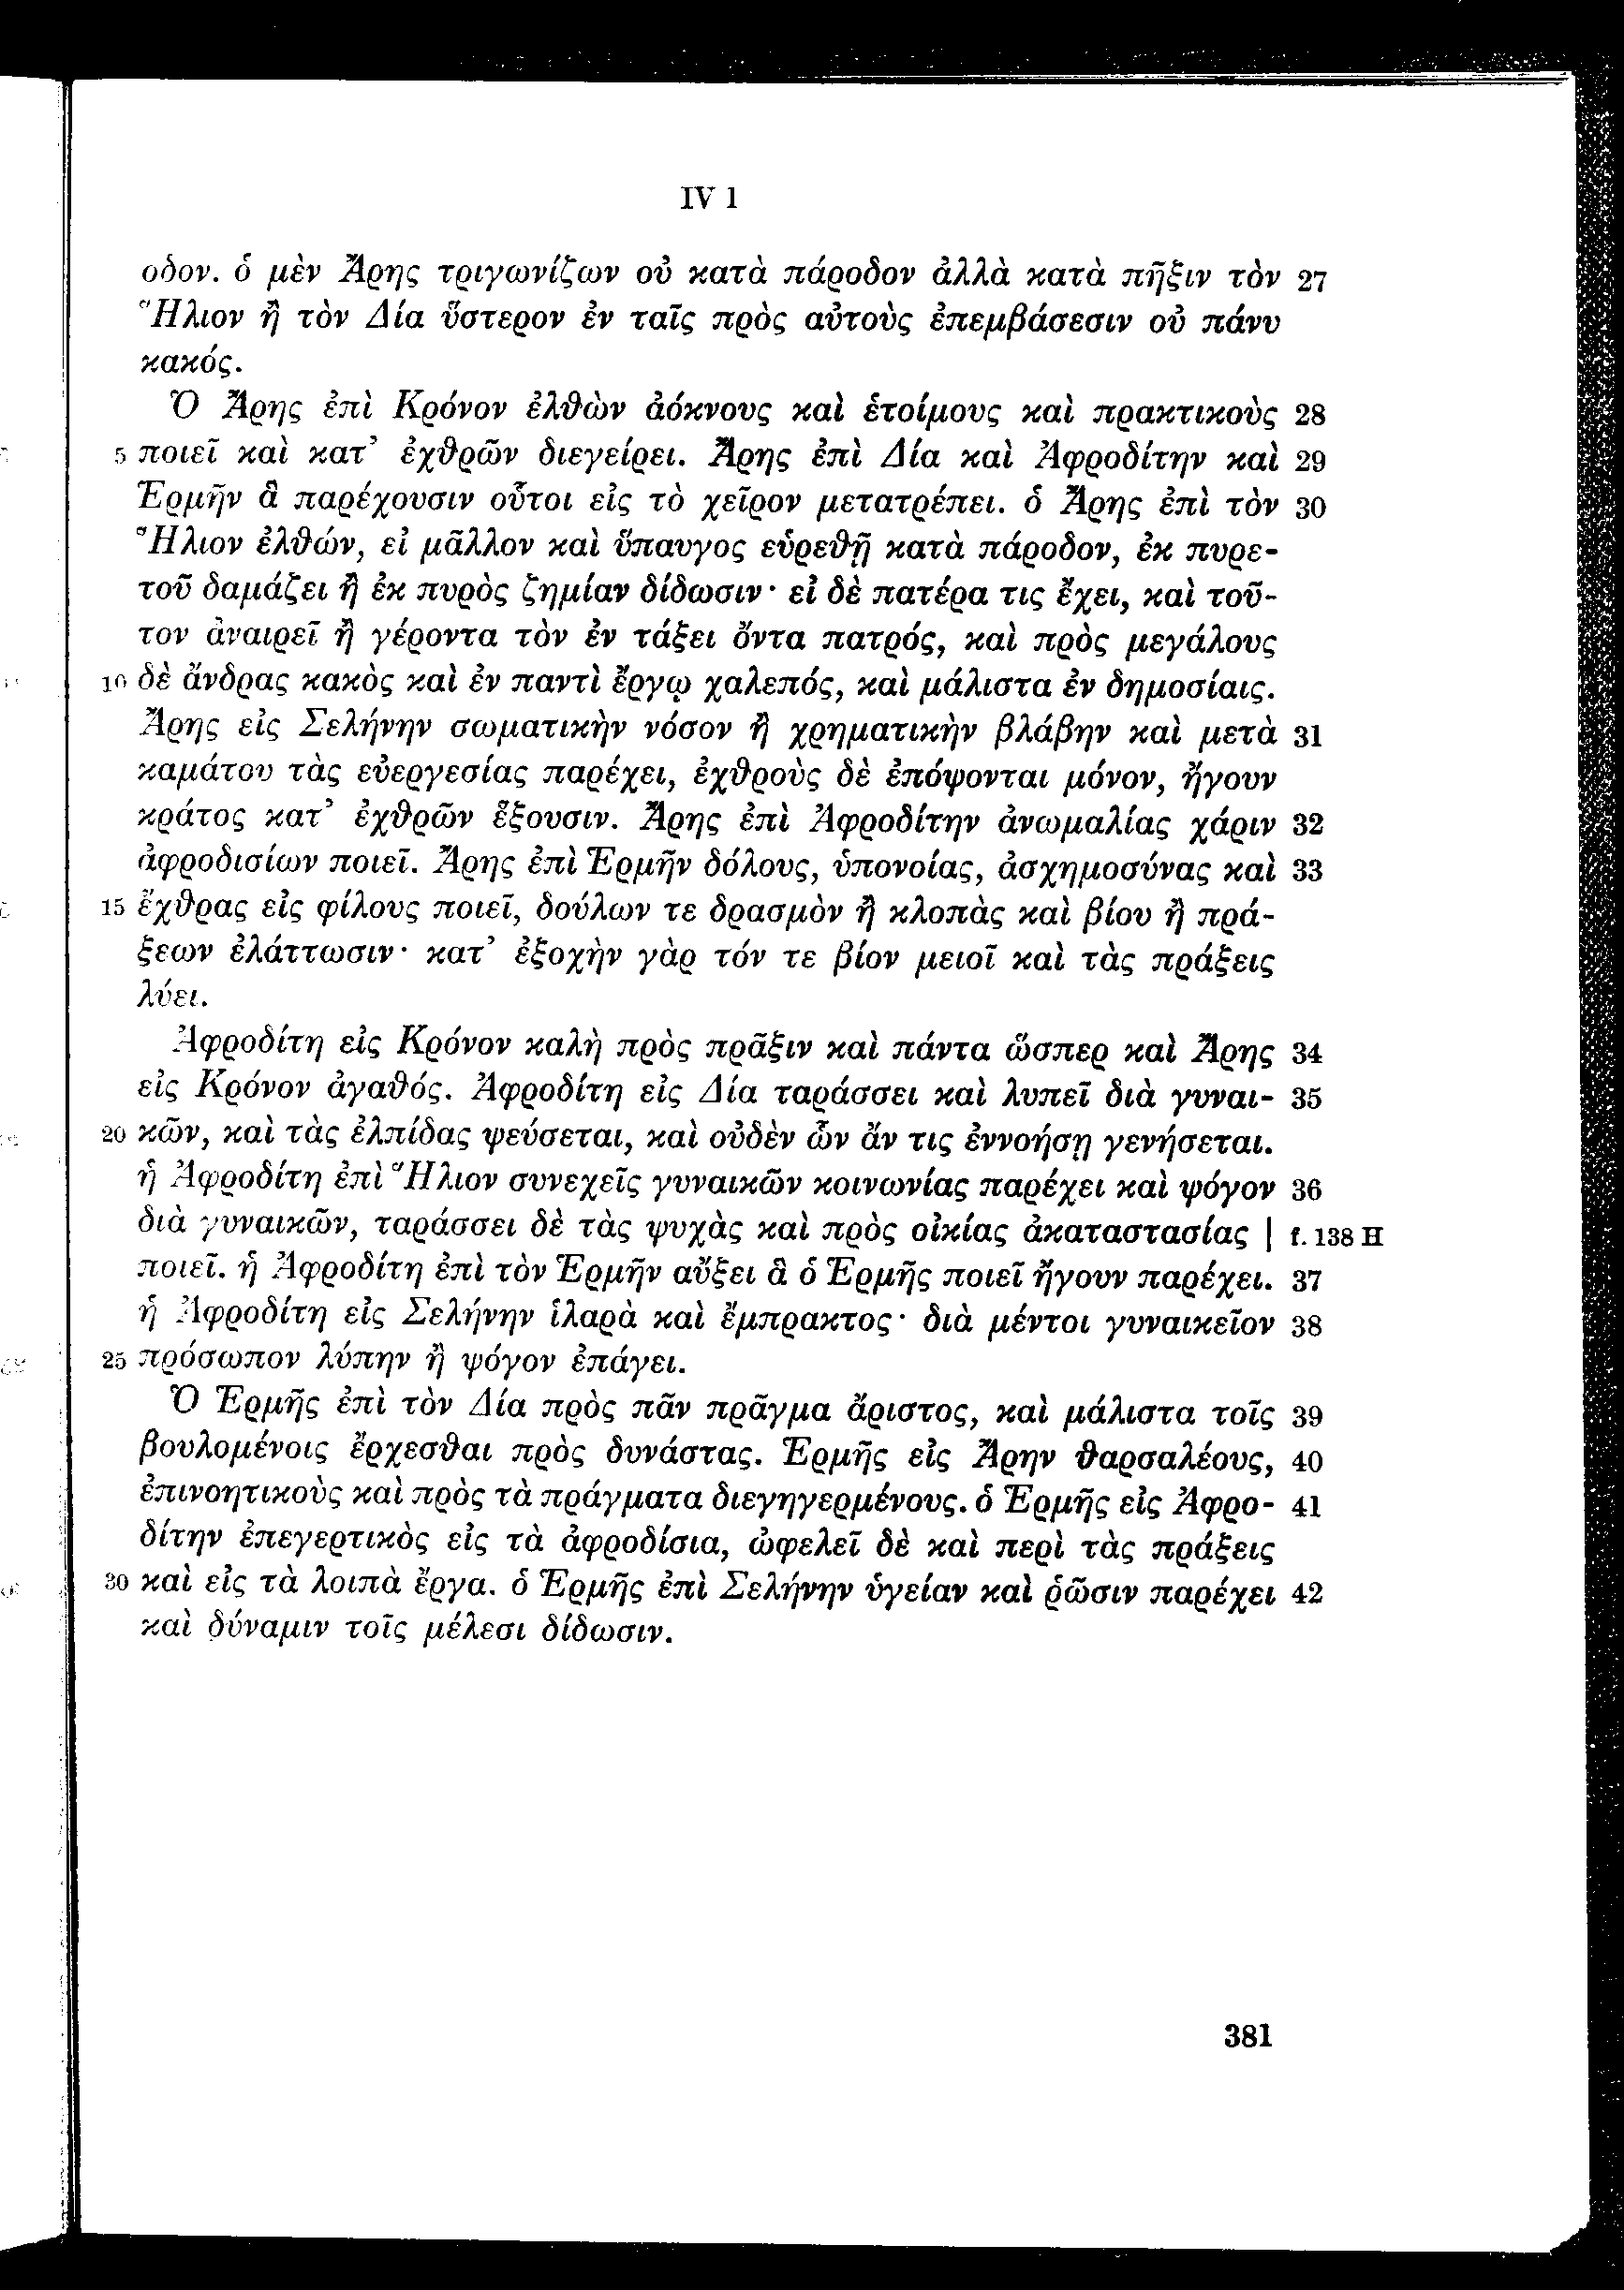 IV 1
οδον. ὁ μὲν Ἄρης τριγωνίζων οὐ κατὰ πάροδον ἀλλὰ κατὰ πῆξιν τὸν 27
Ἥλιον ἢ τὸν Δία ὕστερον ἐν ταῖς πρὸς αὐτοὺς ἐπεμβάσεσιν οὐ πάνυ
κακός.
Ὁ Ἄρης ἐπὶ Κρόνον ἐλθὼν ἀόκνους καὶ ἑτοίμους καὶ πρακτικοὺς 28
5 ποιεῖ καὶ κατ’ ἐχθρῶν διεγείρει. Ἄρης ἐπὶ Δία καὶ Ἀφροδίτην καὶ 29
Ἑρμῆν ἃ παρέχουσιν οὗτοι εἰς τὸ χεῖρον μετατρέπει. ὁ Ἄρης ἐπὶ τὸν 30
Ἥλιον ἐλθών, εἰ μᾶλλον καὶ ὕπαυγος εὑρεθῇ κατὰ πάροδον, ἐκ πυρε-
τοῦ δαμάζει ἢ ἐκ πυρὸς ζημίαν δίδωσιν· εἰ δὲ πατέρα τις ἔχει, καὶ τοῦ-
τον ἀναιρεῖ ἢ γέροντα τὸν ἐν τάξει ὄντα πατρός, καὶ πρὸς μεγάλους
10 δὲ ἄνδρας κακὸς καὶ ἐν παντὶ ἔργῳ χαλεπός, καὶ μάλιστα ἐν δημοσίαις.
Ἄρης εἰς Σελήνην σωματικὴν νόσον ἢ χρηματικὴν βλάβην καὶ μετὰ 31
καμάτου τὰς εὐεργεσίας παρέχει, ἐχθροὺς δὲ ἐπόψονται μόνον, ἤγουν
κράτος κατ’ ἐχθρῶν ἕξουσιν. Ἄρης ἐπὶ Ἀφροδίτην ἀνωμαλίας χάριν 32
ἀφροδισίων ποιεῖ. Ἄρης ἐπὶ Ἑρμῆν δόλους, ὑπονοίας, ἀσχημοσύνας καὶ 33
15 ἔχθρας εἰς φίλους ποιεῖ, δούλων τε δρασμὸν ἢ κλοπὰς καὶ βίου ἢ πρά-
ξεων ἐλάττωσιν· κατ’ ἐξοχὴν γὰρ τόν τε βίον μειοῖ καὶ τὰς πράξεις
λύει.
Ἀφροδίτη εἰς Κρόνον καλὴ πρὸς πρᾶξιν καὶ πάντα ὥσπερ καὶ Ἄρης 34
εἰς Κρόνον ἀγαθός. Ἀφροδίτη εἰς Δία ταράσσει καὶ λυπεῖ διὰ γυναι- 35
20 κῶν, καὶ τὰς ἐλπίδας ψεύσεται, καὶ οὐδὲν ὧν ἄν τις ἐννοήσῃ γενήσεται.
ἡ Ἀφροδίτη ἐπὶ Ἥλιον συνεχεῖς γυναικῶν κοινωνίας παρέχει καὶ ψόγον 36
διὰ γυναικῶν, ταράσσει δὲ τὰς ψυχὰς καὶ πρὸς οἰκίας ἀκαταστασίας | f. 138 H
ποιεῖ. ἡ Ἀφροδίτη ἐπὶ τὸν Ἑρμῆν αὔξει ἃ ὁ Ἑρμῆς ποιεῖ ἤγουν παρέχει. 37
ἡ Ἀφροδίτη εἰς Σελήνην ἱλαρὰ καὶ ἔμπρακτος· διὰ μέντοι γυναικεῖον 38
25 πρόσωπον λύπην ἢ ψόγον ἐπάγει.
Ὁ Ἑρμῆς ἐπὶ τὸν Δία πρὸς πᾶν πρᾶγμα ἄριστος, καὶ μάλιστα τοῖς 39
βουλομένοις ἔρχεσθαι πρὸς δυνάστας. Ἑρμῆς εἰς Ἄρην θαρσαλέους, 40
ἐπινοητικοὺς καὶ πρὸς τὰ πράγματα διεγηγερμένους. ὁ Ἑρμῆς εἰς Ἀφρο- 41
δίτην ἐπεγερτικὸς εἰς τὰ ἀφροδίσια, ὠφελεῖ δὲ καὶ περὶ τὰς πράξεις
30 καὶ εἰς τὰ λοιπὰ ἔργα. ὁ Ἑρμῆς ἐπὶ Σελήνην ὑγείαν καὶ ῥῶσιν παρέχει 42
καὶ δύναμιν τοῖς μέλεσι δίδωσιν.
381